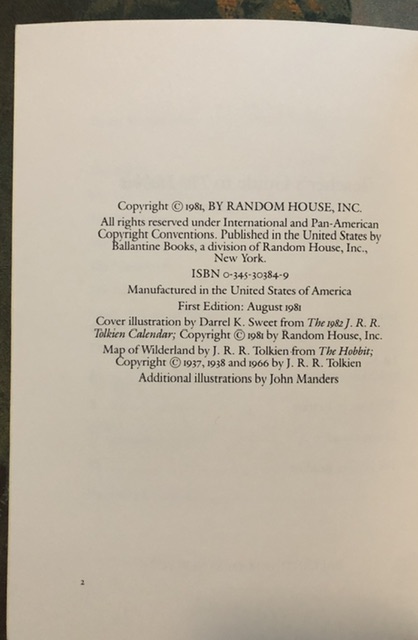 Copyright © 1981, BY RANDOM HOUSE, INC.
All rights reserved under International and Pan-American
Copyright Conventions. Published in the United States by
Ballantine Books, a division of Random House, Inc.,
New York.
ISBN 0-345-30384-9
Manufactured in the United States of America
First Edition: August 1981
Cover illustration by Darrel K. Sweet from The 1982 J. R. R.
Tolkien Calendar; Copyright © 1981 by Random House, Inc.
Map of Wilderland by J. R. R. Tolkien from The Hobbit;
Copyright © 1937, 1938 and 1966 by J. R. R. Tolkien
Additional illustrations by John Manders
2